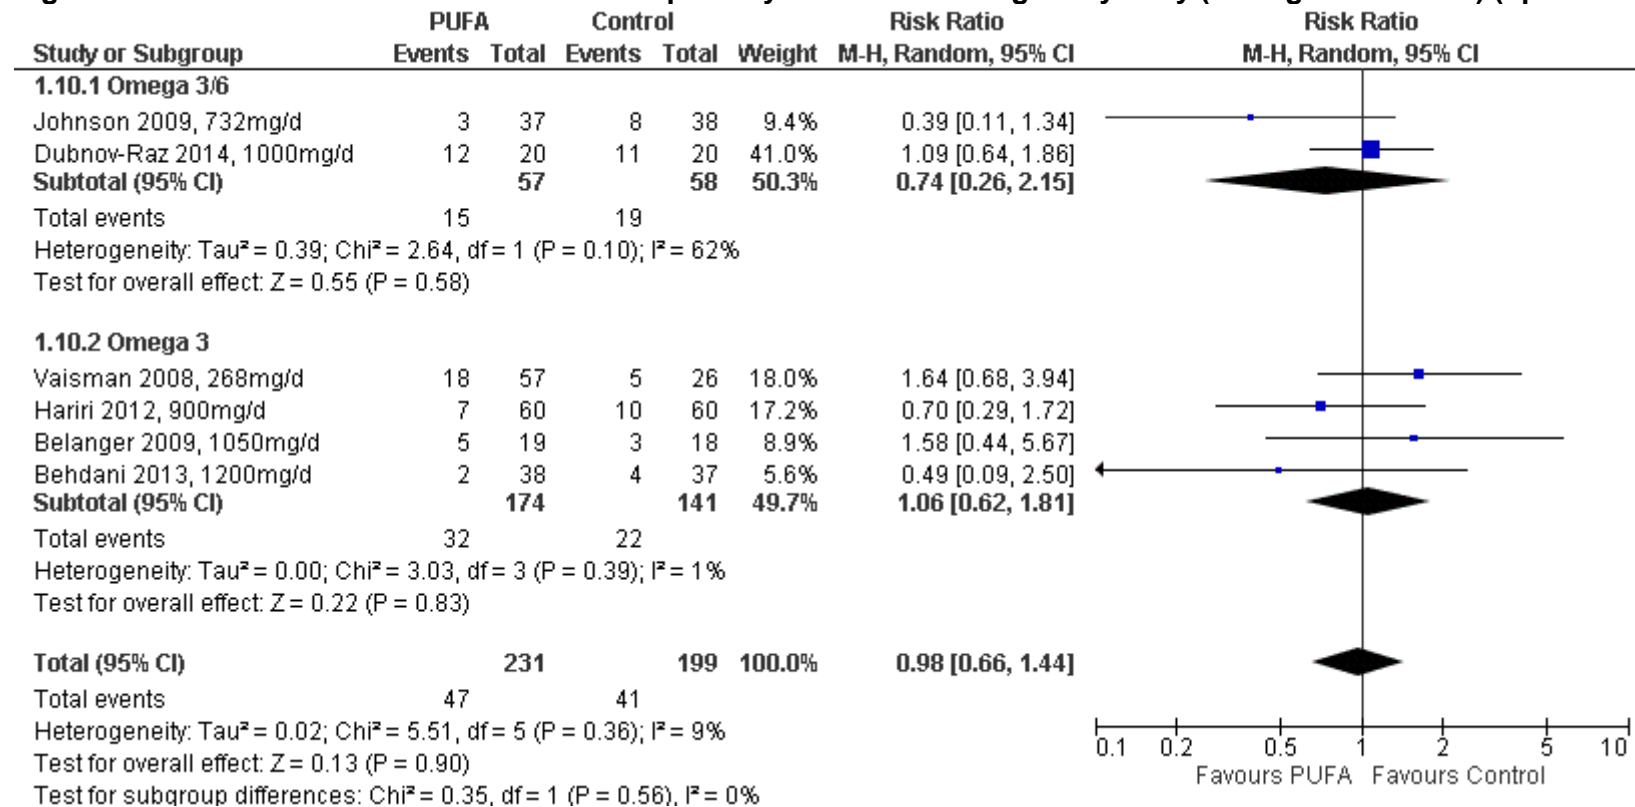 PUFA Control Risk Ratio Risk Ratio
Study or Subgroup Events Total Events Total Weight M-H, Random, 95% CI M-H, Random, 95% CI
1.10.1 Omega 3/6
Johnson 2009, 732mg/d 3 37 8 38 9.4% 0.39 [0.11, 1.34]
Dubnov-Raz 2014, 1000mg/d 12 20 11 20 41.0% 1.09 [0.64, 1.86]
Subtotal (95% CI) 57 58 50.3% 0.74 [0.26, 2.15]
Total events 15 19
Heterogeneity: Tau² = 0.39; Chi² = 2.64, df = 1 (P = 0.10); I² = 62%
Test for overall effect: Z = 0.55 (P = 0.58)
1.10.2 Omega 3
Vaisman 2008, 268mg/d 18 57 5 26 18.0% 1.64 [0.68, 3.94]
Hariri 2012, 900mg/d 7 60 10 60 17.2% 0.70 [0.29, 1.72]
Belanger 2009, 1050mg/d 5 19 3 18 8.9% 1.58 [0.44, 5.67]
Behdani 2013, 1200mg/d 2 38 4 37 5.6% 0.49 [0.09, 2.50]
Subtotal (95% CI) 174 141 49.7% 1.06 [0.62, 1.81]
Total events 32 22
Heterogeneity: Tau² = 0.00; Chi² = 3.03, df = 3 (P = 0.39); I² = 1%
Test for overall effect: Z = 0.22 (P = 0.83)
Total (95% CI) 231 199 100.0% 0.98 [0.66, 1.44]
Total events 47 41
Heterogeneity: Tau² = 0.02; Chi² = 5.51, df = 5 (P = 0.36); I² = 9%
Test for overall effect: Z = 0.13 (P = 0.90)
Test for subgroup differences: Chi² = 0.35, df = 1 (P = 0.56), I² = 0%
0.1 0.2 0.5 1 2 5 10
Favours PUFA Favours Control